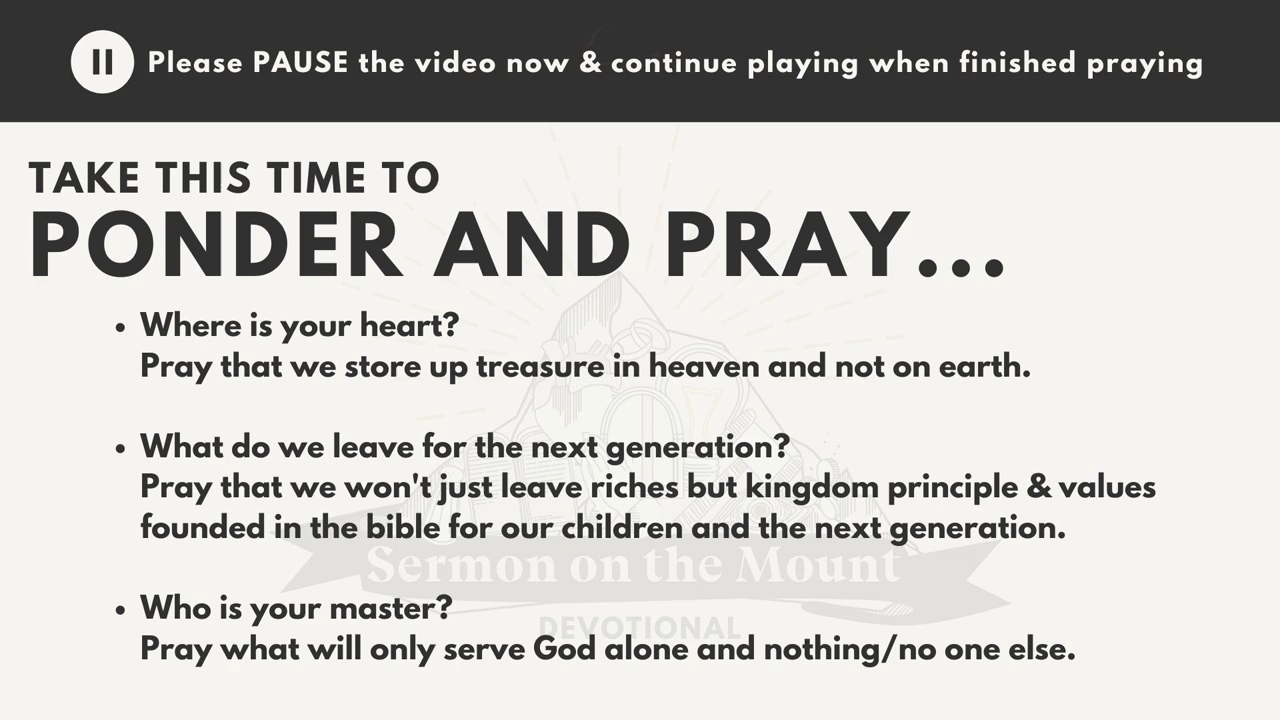 Please PAUSE the video now & continue playing when finished praying
TAKE THIS TIME TO
PONDER AND PRAY...
• Where is your heart?
Pray that we store up treasure in heaven and not on earth.
• What do we leave for the next generation?
Pray that we won't just leave riches but kingdom principle & values
founded in the bible for our children and the next generation.
Sermon on the Mount
• Who is your master?
DEVOTIONAL
Pray what will only serve God alone and nothing/no one else.